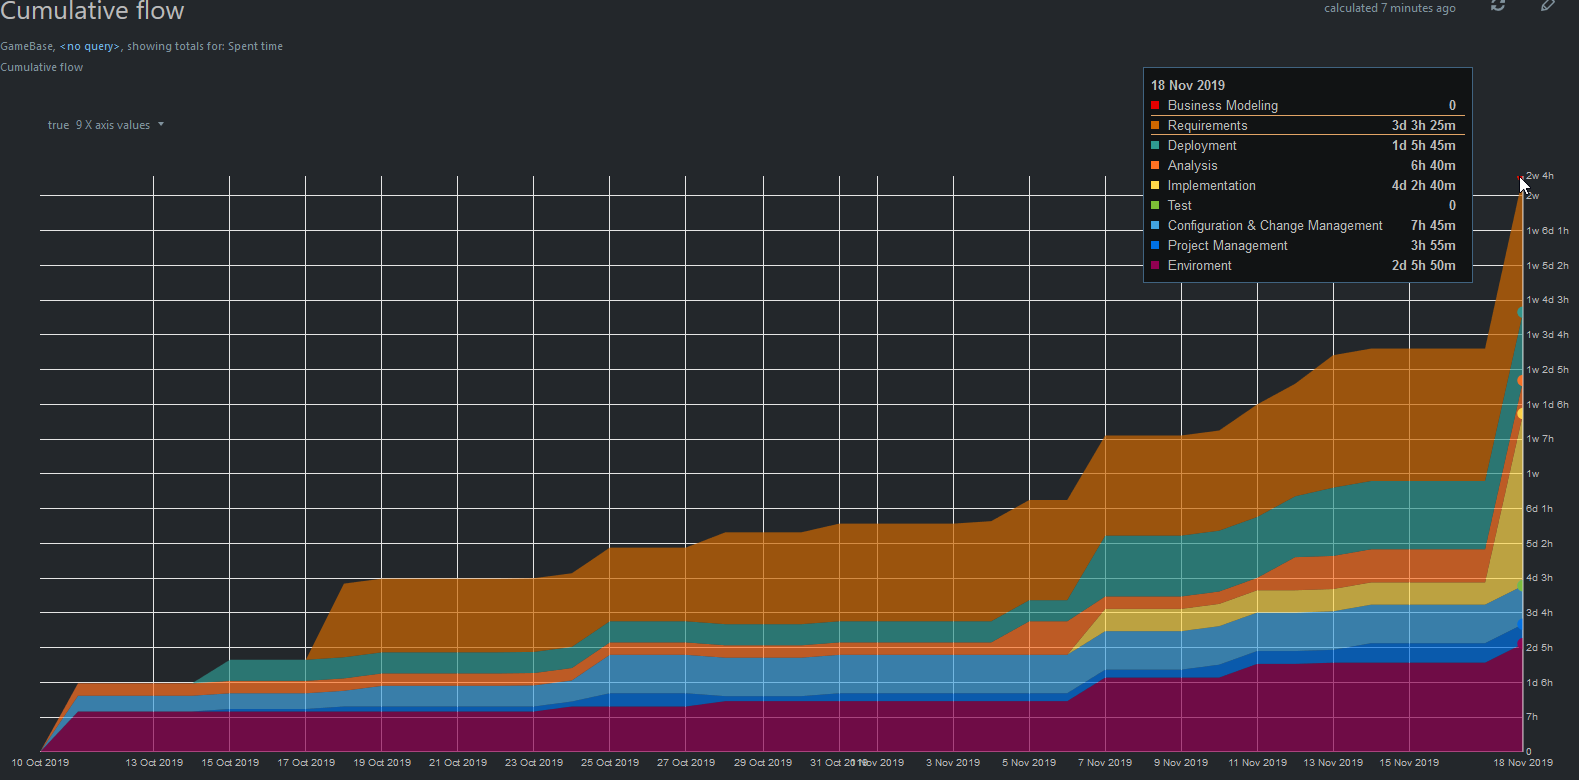 Cumulative flow
calculated 7 minutes ago
GameBase, <no query>, showing totals for: Spent time
Cumulative flow
true 9 X axis values
18 Nov 2019
Business Modeling 0
Requirements 3d 3h 25m
Deployment 1d 5h 45m
Analysis 6h 40m
Implementation 4d 2h 40m
Test 0
Configuration & Change Management 7h 45m
Project Management 3h 55m
Enviroment 2d 5h 50m
2w 4h
2w
1w 6d 1h
1w 5d 2h
1w 4d 3h
1w 3d 4h
1w 2d 5h
1w 1d 6h
1w 7h
1w
6d 1h
5d 2h
4d 3h
3d 4h
2d 5h
1d 6h
7h
0
10 Oct 2019 13 Oct 2019 15 Oct 2019 17 Oct 2019 19 Oct 2019 21 Oct 2019 23 Oct 2019 25 Oct 2019 27 Oct 2019 29 Oct 2019 31 Oct 2019 1 Nov 2019 3 Nov 2019 5 Nov 2019 7 Nov 2019 9 Nov 2019 11 Nov 2019 13 Nov 2019 15 Nov 2019 18 Nov 2019